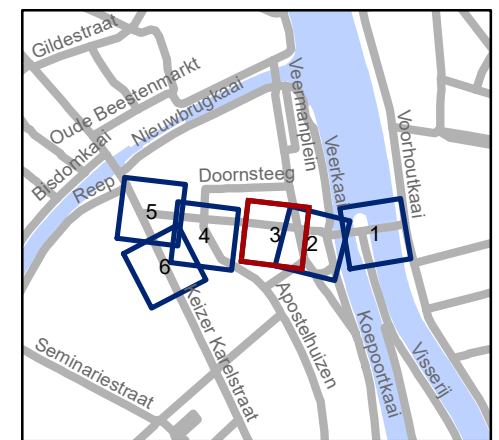 Gildestraat
Oude Beestenmarkt
Nieuwbrugkaai
Bisdomkaai
Reep
Veermanplein
Voorhoutkaai
Veerkaai
Doornsteeg
5
4
3
2
1
6
Keizer Karelstraat
Apostelhuizen
Koepoortkaai
Visserij
Seminariestraat